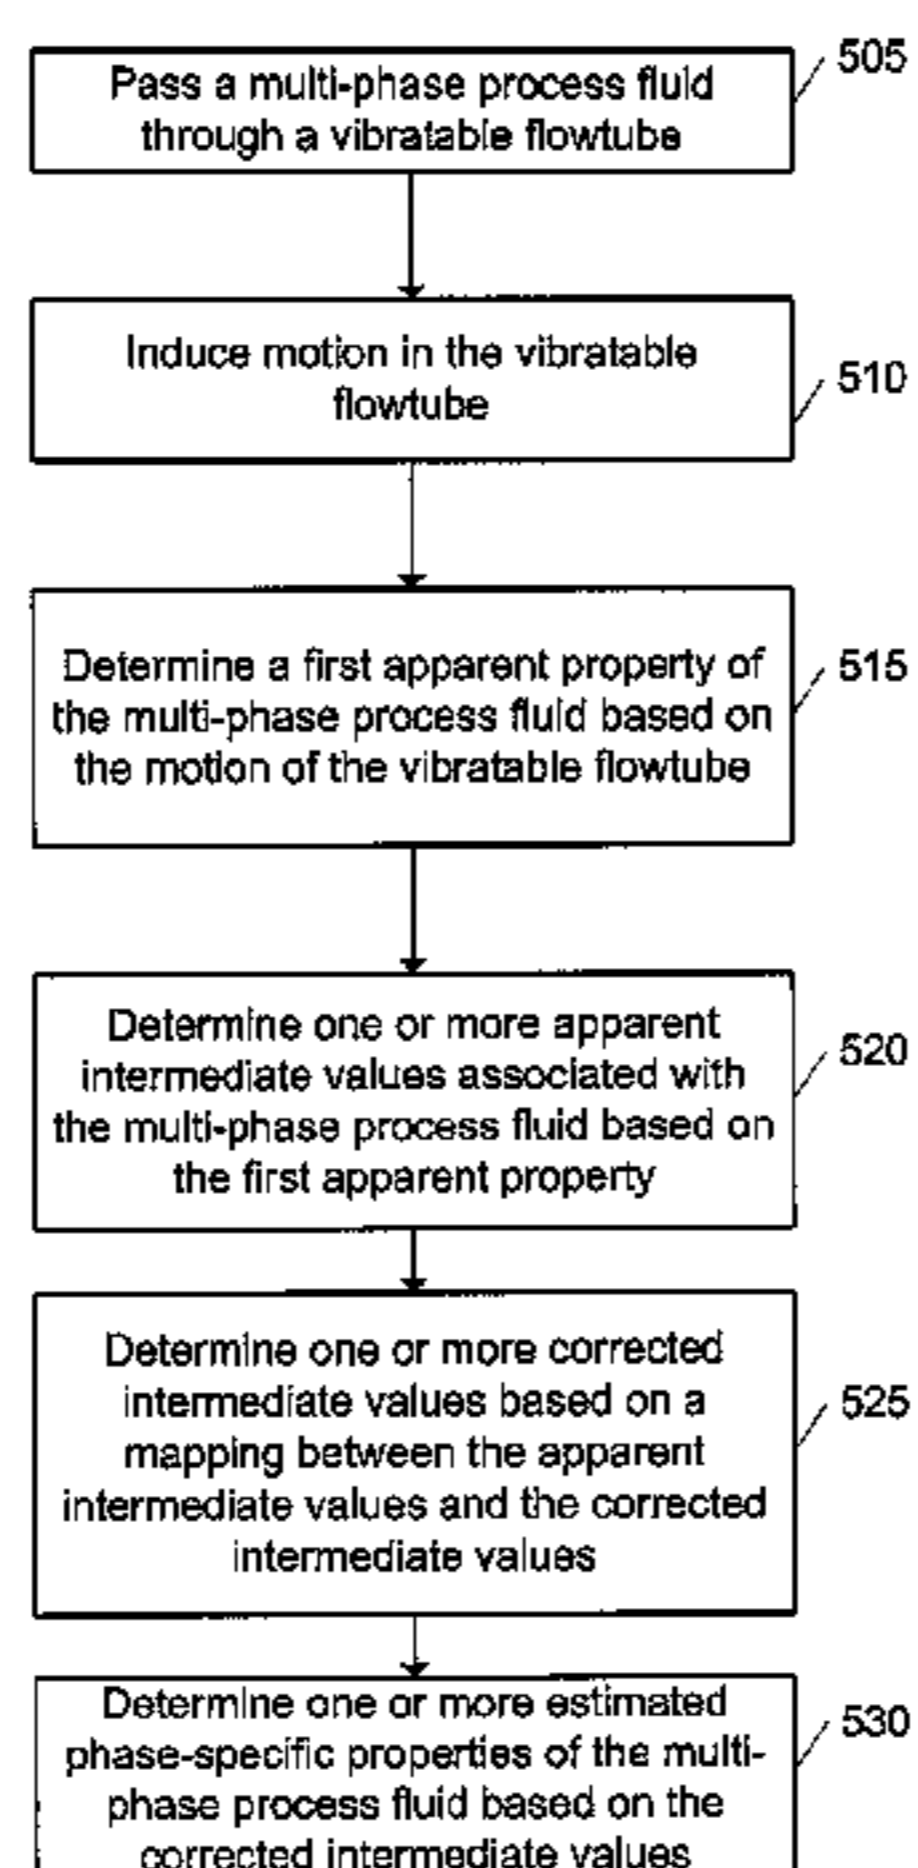 Pass a multi-phase process fluid
through a vibratable flowtube
505
Induce motion in the vibratable
flowtube
510
Determine a first apparent property of
the multi-phase process fluid based on
the motion of the vibratable flowtube
515
Determine one or more apparent
intermediate values associated with
the multi-phase process fluid based on
the first apparent property
520
Determine one or more corrected
intermediate values based on a
mapping between the apparent
intermediate values and the corrected
intermediate values
525
Determine one or more estimated
phase-specific properties of the multi-
phase process fluid based on the
corrected intermediate values
530